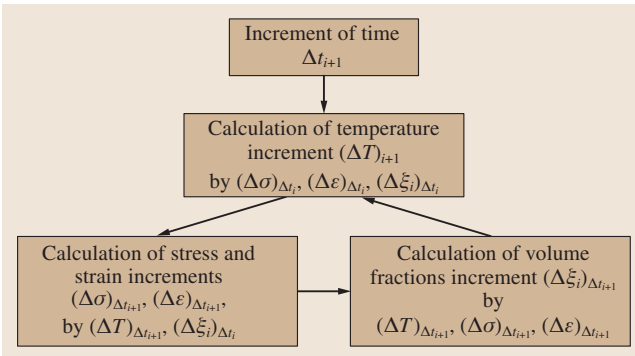 Increment of time
Δt_{i+1}
Calculation of temperature
increment (ΔT)_{i+1}
by (Δσ)_{Δt_i}, (Δε)_{Δt_i}, (Δξ_i)_{Δt_i}
Calculation of stress and
strain increments
(Δσ)_{Δt_{i+1}}, (Δε)_{Δt_{i+1}},
by (ΔT)_{Δt_{i+1}}, (Δξ_i)_{Δt_i}
Calculation of volume
fractions increment (Δξ_i)_{Δt_{i+1}}
by
(ΔT)_{Δt_{i+1}}, (Δσ)_{Δt_{i+1}}, (Δε)_{Δt_{i+1}}